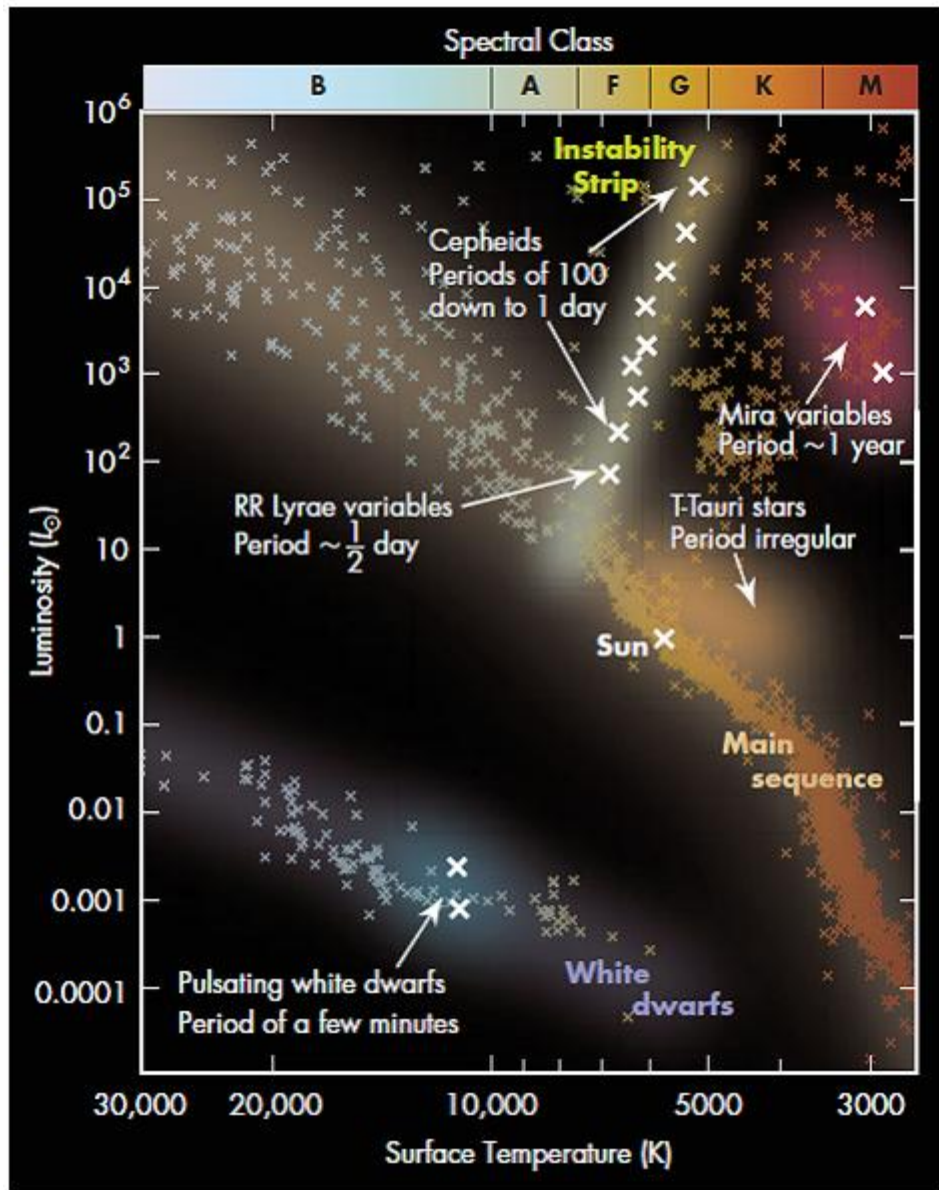 Spectral Class
B A F G K M
Instability
Strip
Cepheids
Periods of 100
down to 1 day
Mira variables
Period ~1 year
RR Lyrae variables
Period ~1/2 day
T-Tauri stars
Period irregular
Sun
Main
sequence
Pulsating white dwarfs
Period of a few minutes
White
dwarfs
Luminosity (L☉)
10⁶
10⁵
10⁴
10³
10²
10
1
0.1
0.01
0.001
0.0001
30,000 20,000 10,000 5000 3000
Surface Temperature (K)